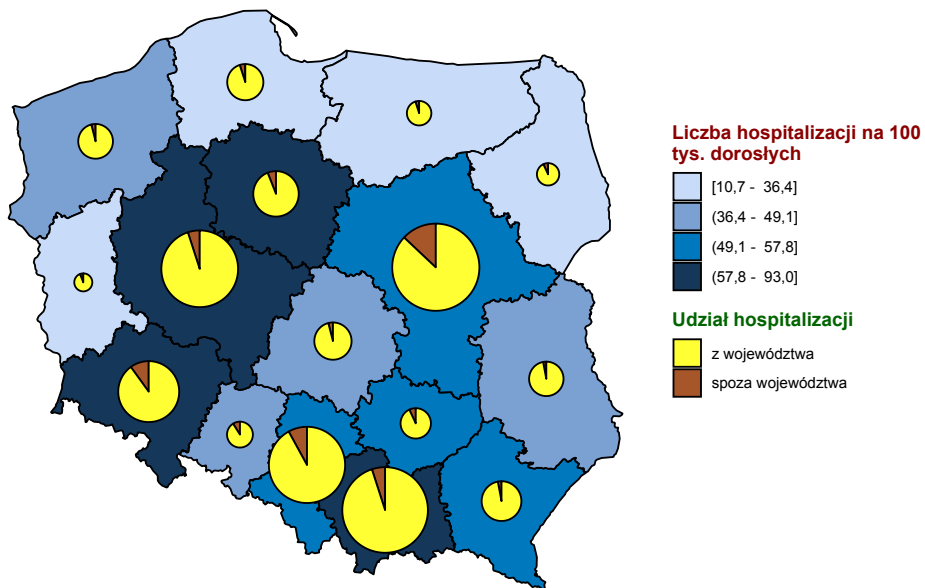 Liczba hospitalizacji na 100
tys. dorosłych
[10,7 - 36,4]
(36,4 - 49,1]
(49,1 - 57,8]
(57,8 - 93,0]
Udział hospitalizacji
z województwa
spoza województwa